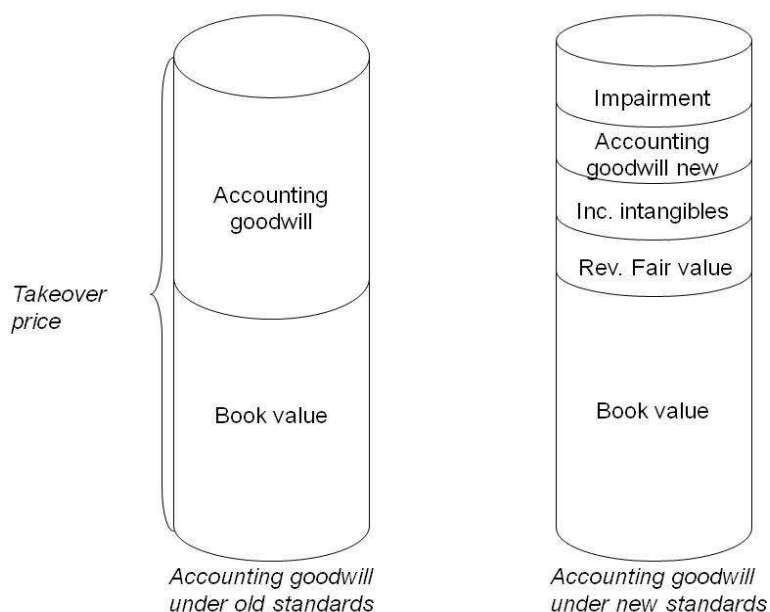 Takeover
price
Accounting
goodwill
Book value
Accounting goodwill
under old standards
Impairment
Accounting
goodwill new
Inc. intangibles
Rev. Fair value
Book value
Accounting goodwill
under new standards